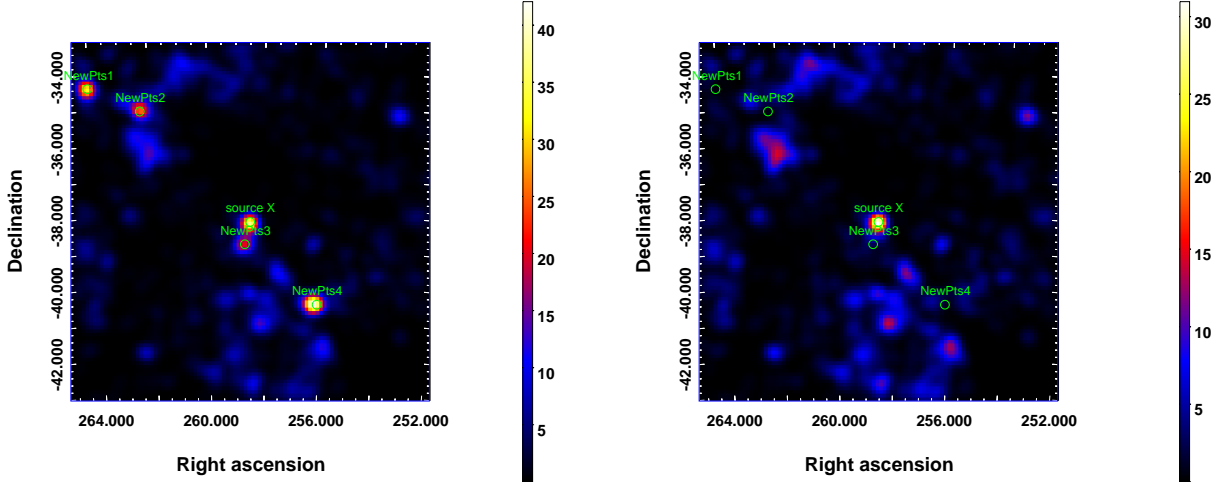 40
35
30
25
20
15
10
5
-34.000
-36.000
-38.000
-40.000
-42.000
Declination
NewPts1
NewPts2
source X
NewPts3
NewPts4
264.000 260.000 256.000 252.000
Right ascension
30
25
20
15
10
5
-34.000
-36.000
-38.000
-40.000
-42.000
Declination
NewPts1
NewPts2
source X
NewPts3
NewPts4
264.000 260.000 256.000 252.000
Right ascension